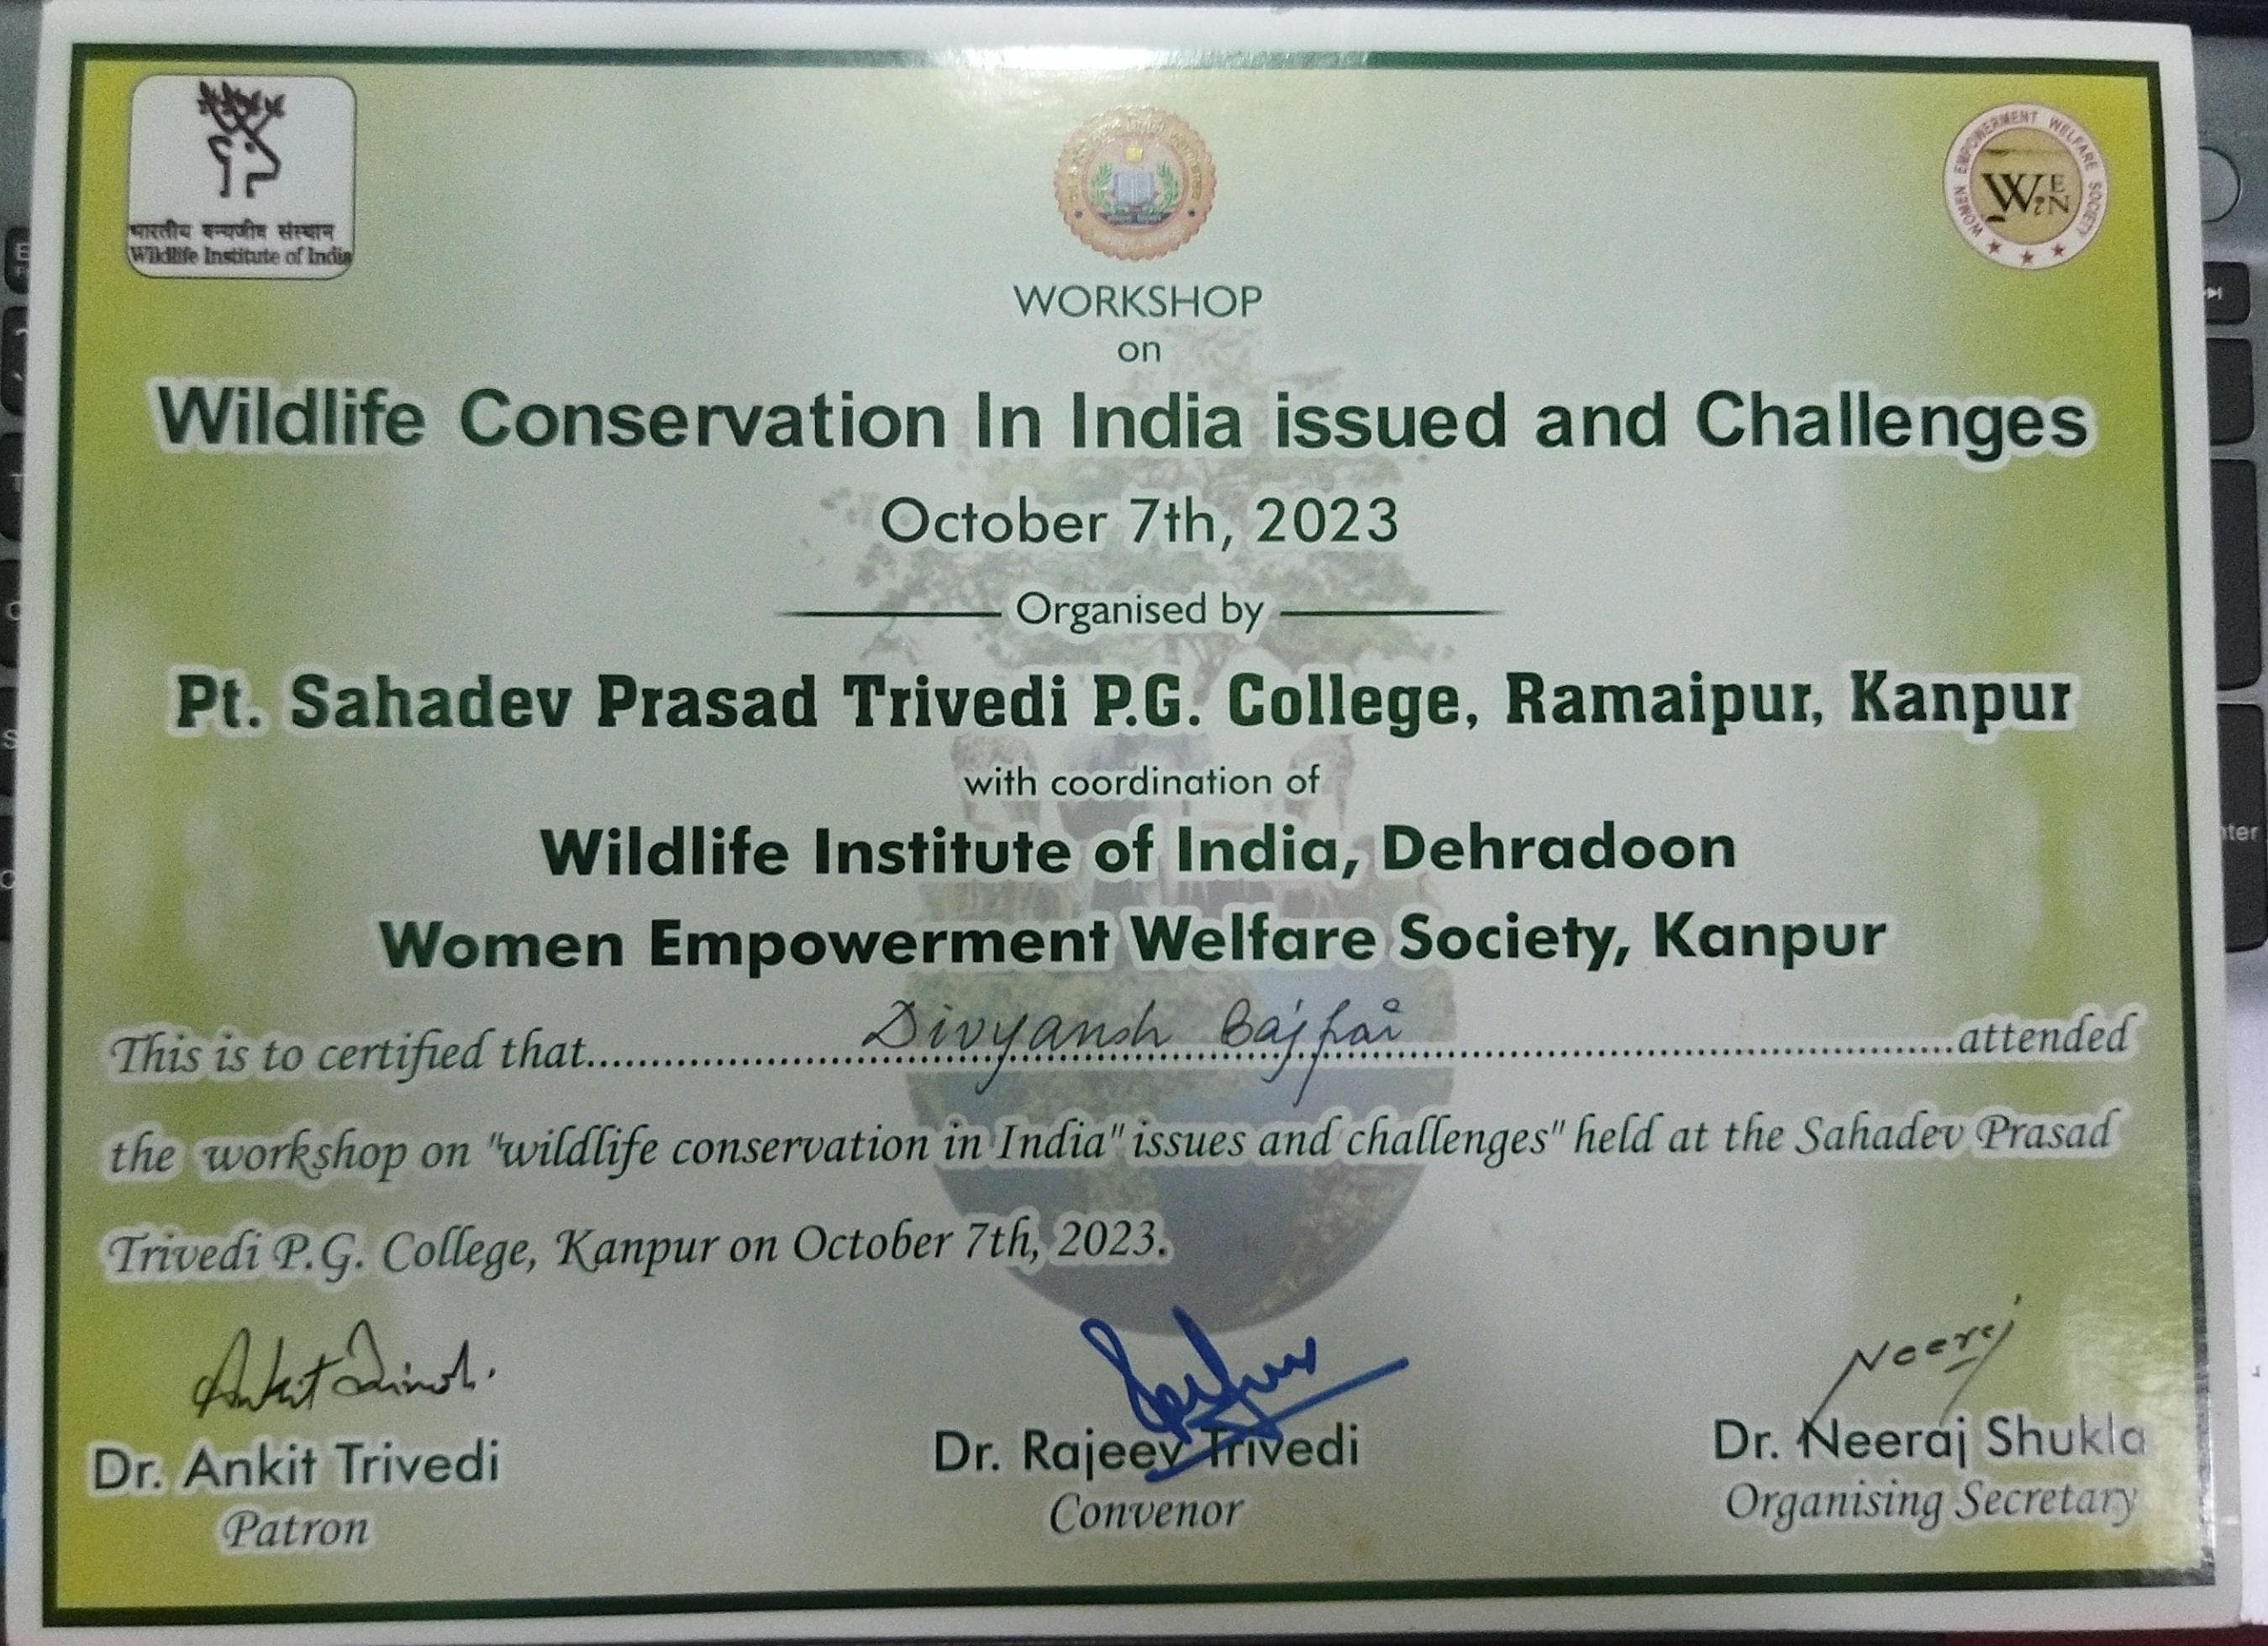 भारतीय वन्यजीव संस्थान
Wildlife Institute of India
WOMEN EMPOWERMENT WELFARE SOCIETY
WEWiN
WORKSHOP
on
Wildlife Conservation In India issued and Challenges
October 7th, 2023
Organised by
Pt. Sahadev Prasad Trivedi P.G. College, Ramaipur, Kanpur
with coordination of
Wildlife Institute of India, Dehradoon
Women Empowerment Welfare Society, Kanpur
This is to certified that Divyansh Bajpai attended
the workshop on "wildlife conservation in India" issues and challenges" held at the Sahadev Prasad
Trivedi P.G. College, Kanpur on October 7th, 2023.
Neeraj
Dr. Ankit Trivedi
Patron
Dr. Rajeev Trivedi
Convenor
Dr. Neeraj Shukla
Organising Secretary